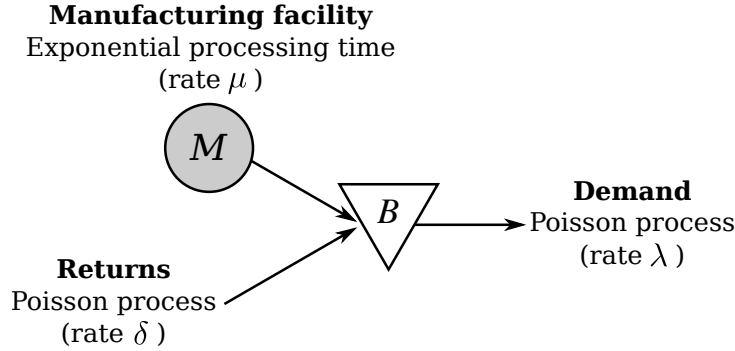 Manufacturing facility
Exponential processing time
(rate μ )
M
B
Demand
Poisson process
(rate λ )
Returns
Poisson process
(rate δ )